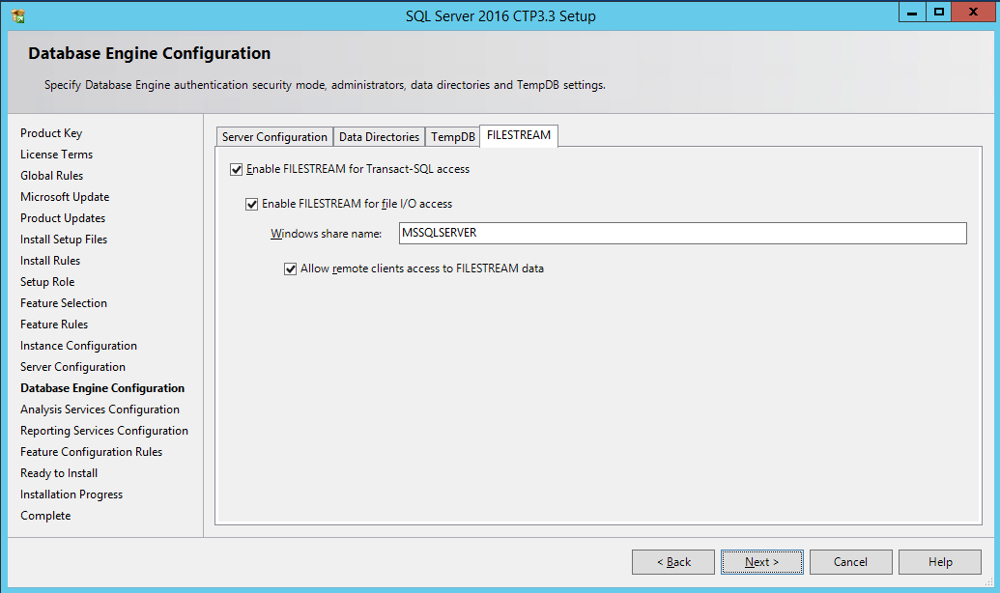 SQL Server 2016 CTP3.3 Setup
Database Engine Configuration
Specify Database Engine authentication security mode, administrators, data directories and TempDB settings.
Product Key
License Terms
Global Rules
Microsoft Update
Product Updates
Install Setup Files
Install Rules
Setup Role
Feature Selection
Feature Rules
Instance Configuration
Server Configuration
Database Engine Configuration
Analysis Services Configuration
Reporting Services Configuration
Feature Configuration Rules
Ready to Install
Installation Progress
Complete
Server Configuration Data Directories TempDB FILESTREAM
Enable FILESTREAM for Transact-SQL access
Enable FILESTREAM for file I/O access
Windows share name: MSSQLSERVER
Allow remote clients access to FILESTREAM data
< Back Next > Cancel Help